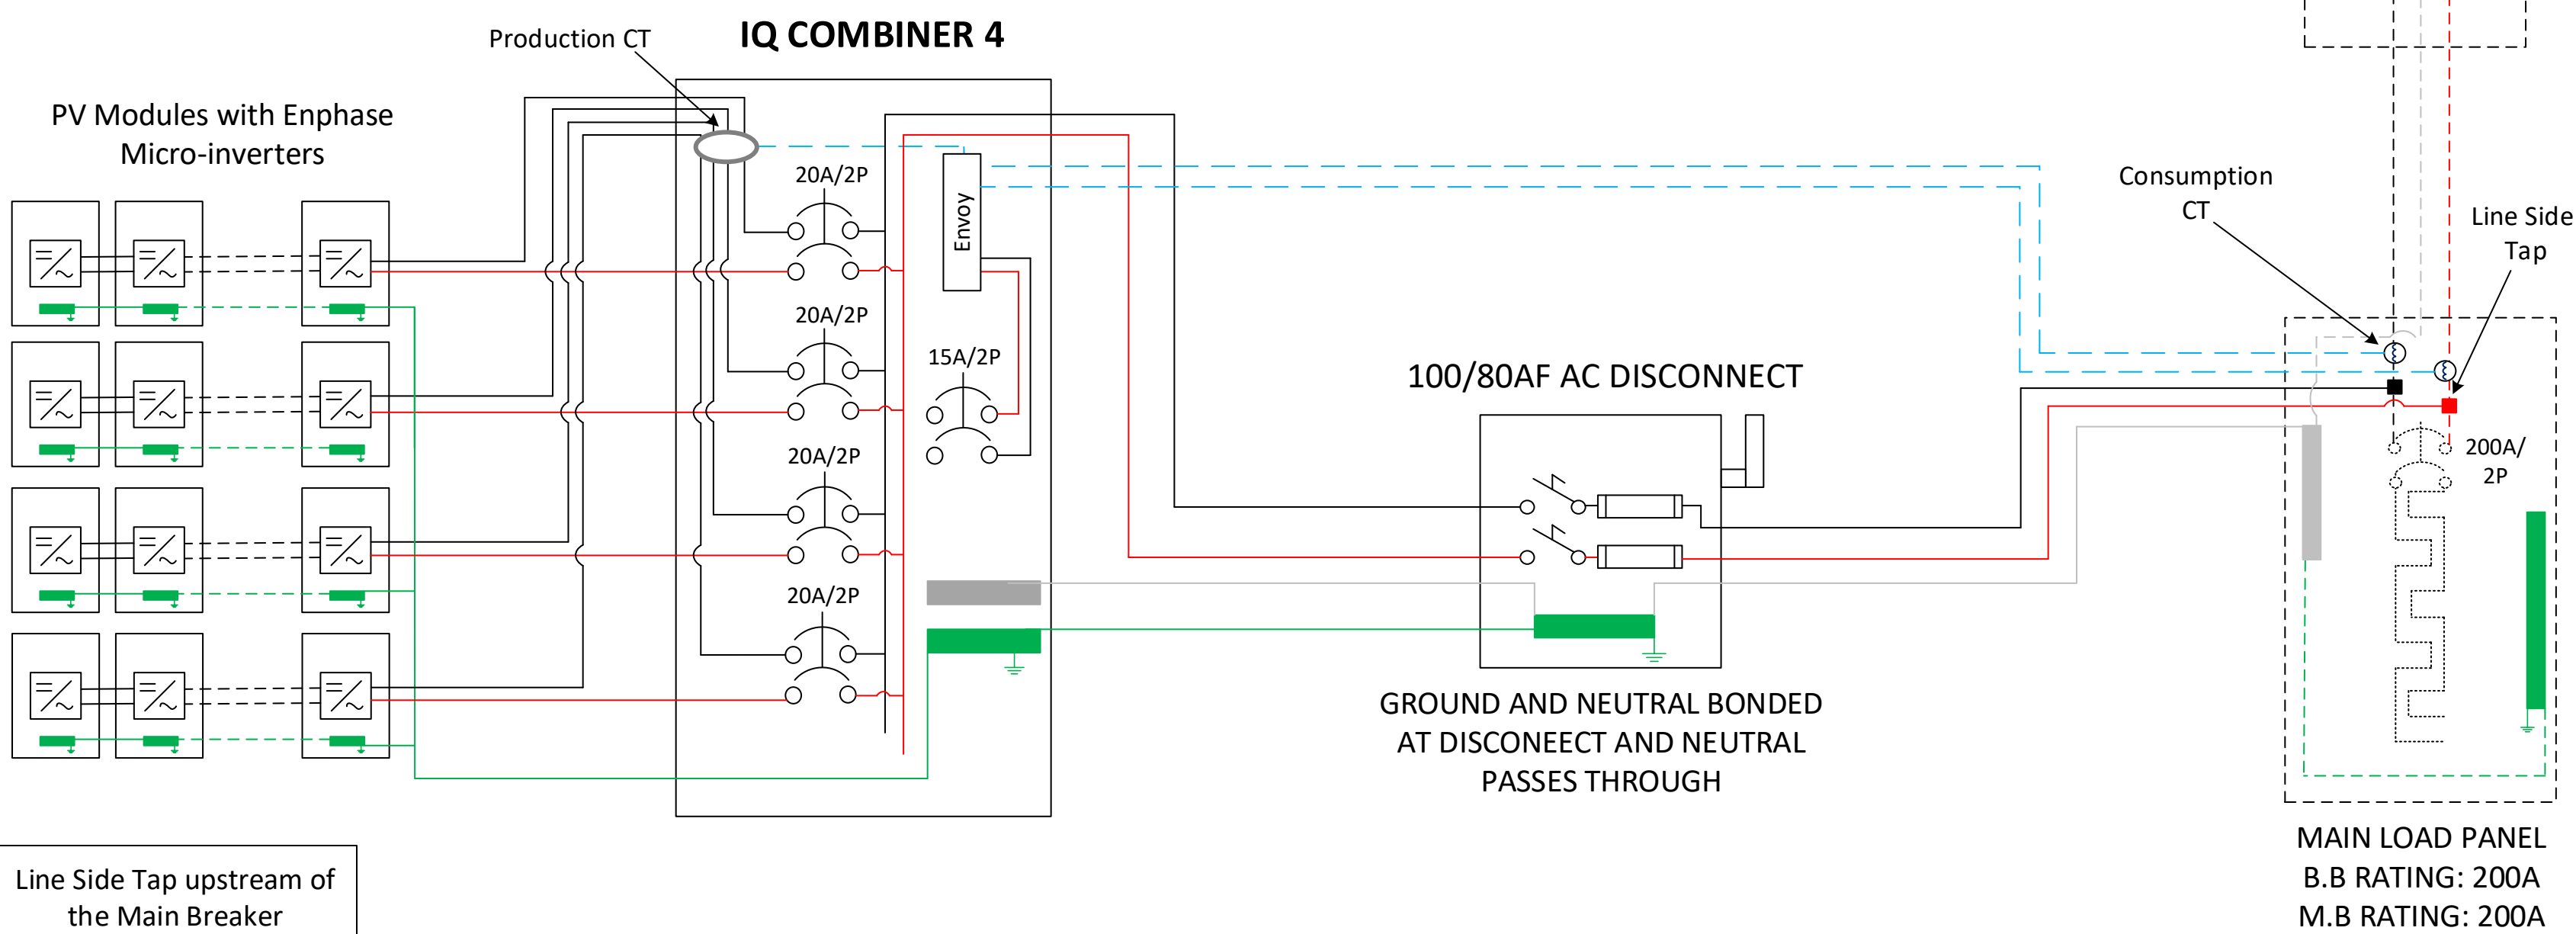 Production CT
IQ COMBINER 4
PV Modules with Enphase
Micro-inverters
20A/2P
Envoy
20A/2P
15A/2P
20A/2P
20A/2P
100/80AF AC DISCONNECT
GROUND AND NEUTRAL BONDED
AT DISCONEECT AND NEUTRAL
PASSES THROUGH
Consumption
CT
Line Side
Tap
200A/
2P
MAIN LOAD PANEL
B.B RATING: 200A
M.B RATING: 200A
Line Side Tap upstream of
the Main Breaker